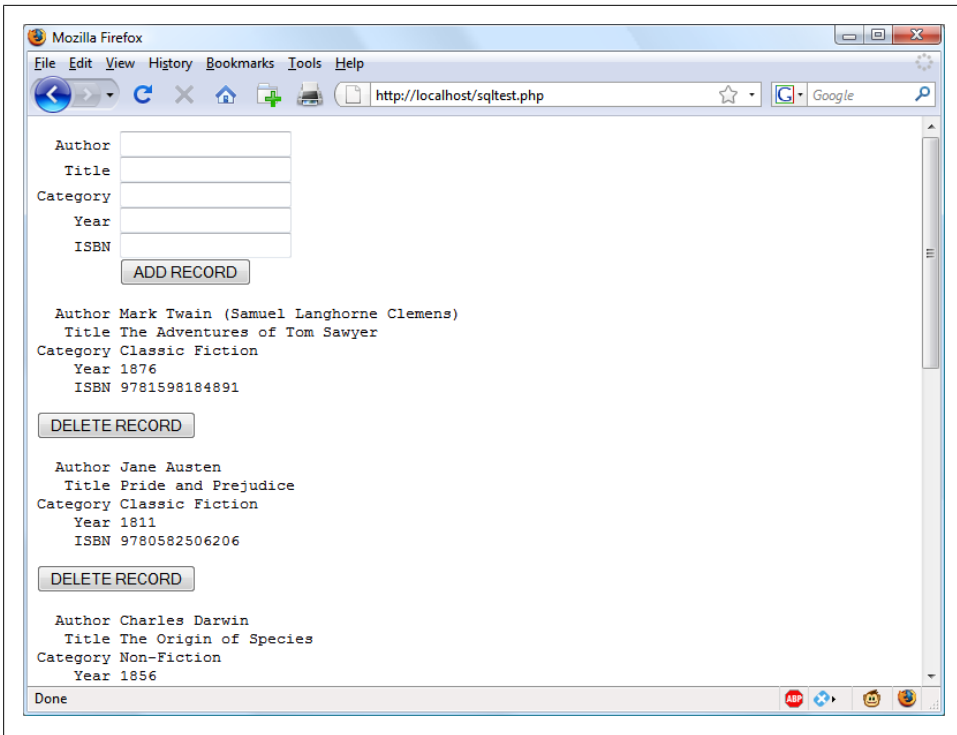 Mozilla Firefox
File Edit View History Bookmarks Tools Help
http://localhost/sqltest.php
G Google
Author
Title
Category
Year
ISBN
ADD RECORD
Author Mark Twain (Samuel Langhorne Clemens)
Title The Adventures of Tom Sawyer
Category Classic Fiction
Year 1876
ISBN 9781598184891
DELETE RECORD
Author Jane Austen
Title Pride and Prejudice
Category Classic Fiction
Year 1811
ISBN 9780582506206
DELETE RECORD
Author Charles Darwin
Title The Origin of Species
Category Non-Fiction
Year 1856
Done
ABP